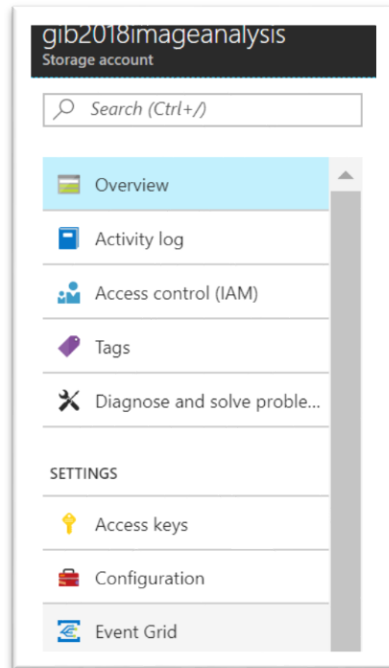 gib2018imageanalysis
Storage account
Search (Ctrl+/)
Overview
Activity log
Access control (IAM)
Tags
Diagnose and solve proble...
SETTINGS
Access keys
Configuration
Event Grid